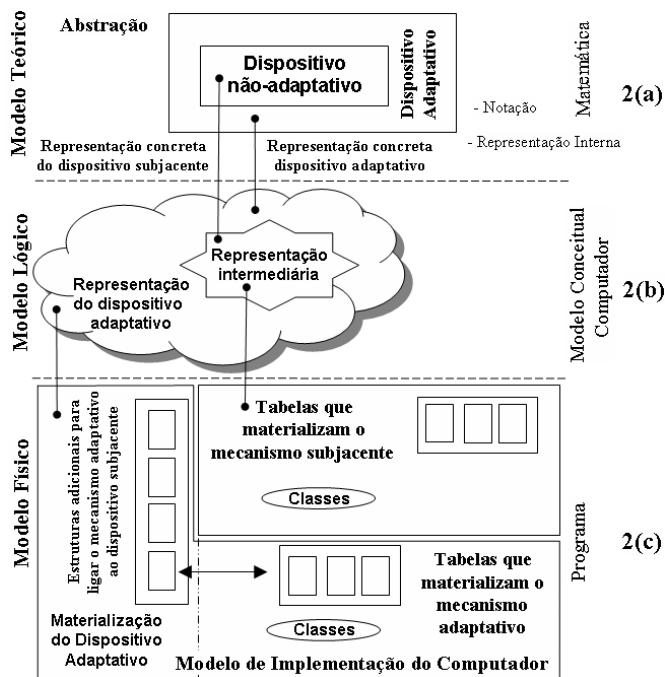 Modelo Teórico
Abstração
Dispositivo
não-adaptativo
Dispositivo
Adaptativo
- Notação
- Representação Interna
Matemática
2(a)
Representação concreta
do dispositivo subjacente
Representação concreta
dispositivo adaptativo
Modelo Lógico
Representação
intermediária
Representação
do dispositivo
adaptativo
Modelo Conceitual
Computador
2(b)
Modelo Físico
Estruturas adicionais para
ligar o mecanismo adaptativo
ao dispositivo subjacente
Tabelas que
materializam o
mecanismo subjacente
Classes
Tabelas que
materializam o
mecanismo
adaptativo
Classes
Materialização
do Dispositivo
Adaptativo
Modelo de Implementação do Computador
Programa
2(c)